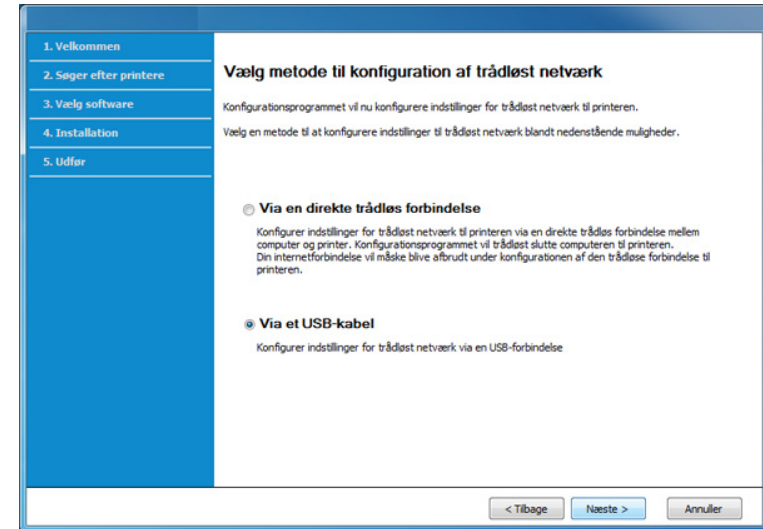 1. Velkommen
2. Søger efter printere
3. Vælg software
4. Installation
5. Udfør
Vælg metode til konfiguration af trådløst netværk
Konfigurationsprogrammet vil nu konfigurere indstillinger for trådløst netværk til printeren.
Vælg en metode til at konfigurere indstillinger til trådløst netværk blandt nedenstående muligheder.
Via en direkte trådløs forbindelse
Konfigurer indstillinger for trådløst netværk til printeren via en direkte trådløs forbindelse mellem
computer og printer. Konfigurationsprogrammet vil trådløst slutte computeren til printeren.
Din internetforbindelse vil måske blive afbrudt under konfigurationen af den trådløse forbindelse til
printeren.
Via et USB-kabel
Konfigurer indstillinger for trådløst netværk via en USB-forbindelse
< Tilbage
Næste >
Annuller